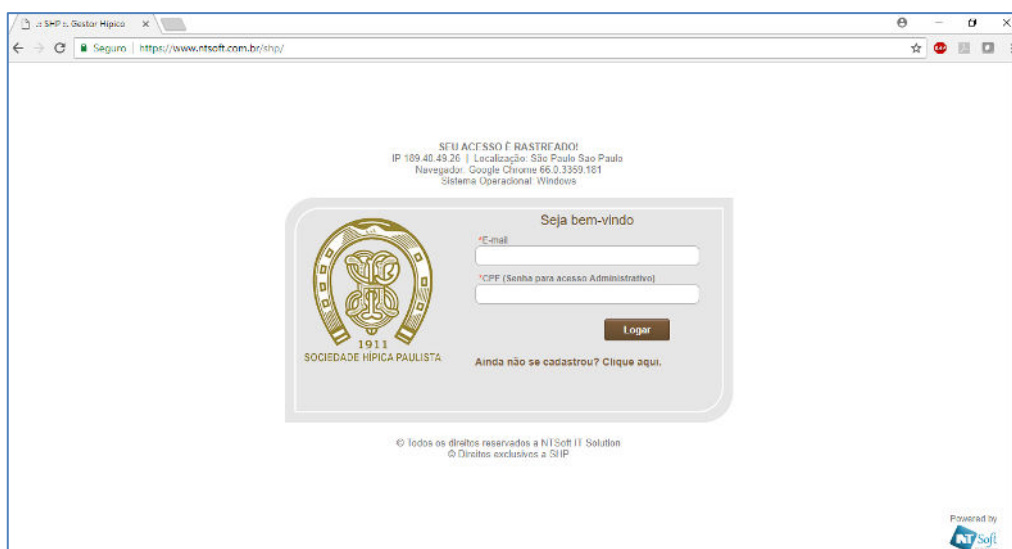 .:: SHP ::. Gestor Hípico
Seguro | https://www.ntsoft.com.br/shp/
SEU ACESSO É RASTREADO!
IP 189.40.49.26 | Localização: São Paulo Sao Paulo
Navegador: Google Chrome 66.0.3359.181
Sistema Operacional: Windows
Seja bem-vindo
*E-mail
*CPF (Senha para acesso Administrativo)
Logar
Ainda não se cadastrou? Clique aqui.
1911
SOCIEDADE HÍPICA PAULISTA
© Todos os direitos reservados a NTSoft IT Solution
© Direitos exclusivos a SHP
Powered by
NT Soft